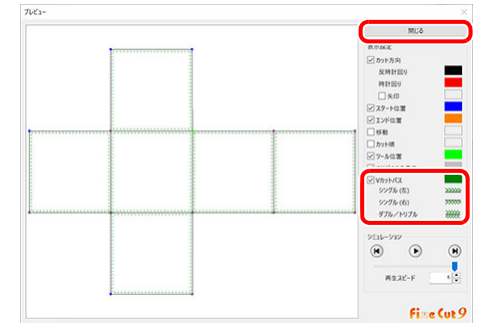 プレビュー
閉じる
表示設定
カット方向
反時計回り
時計回り
矢印
スタート位置
エンド位置
移動
カット順
ツール位置
Vカットパス
シングル (左)
シングル (右)
ダブル/トリプル
シミュレーション
再生スピード
Fine Cut 9